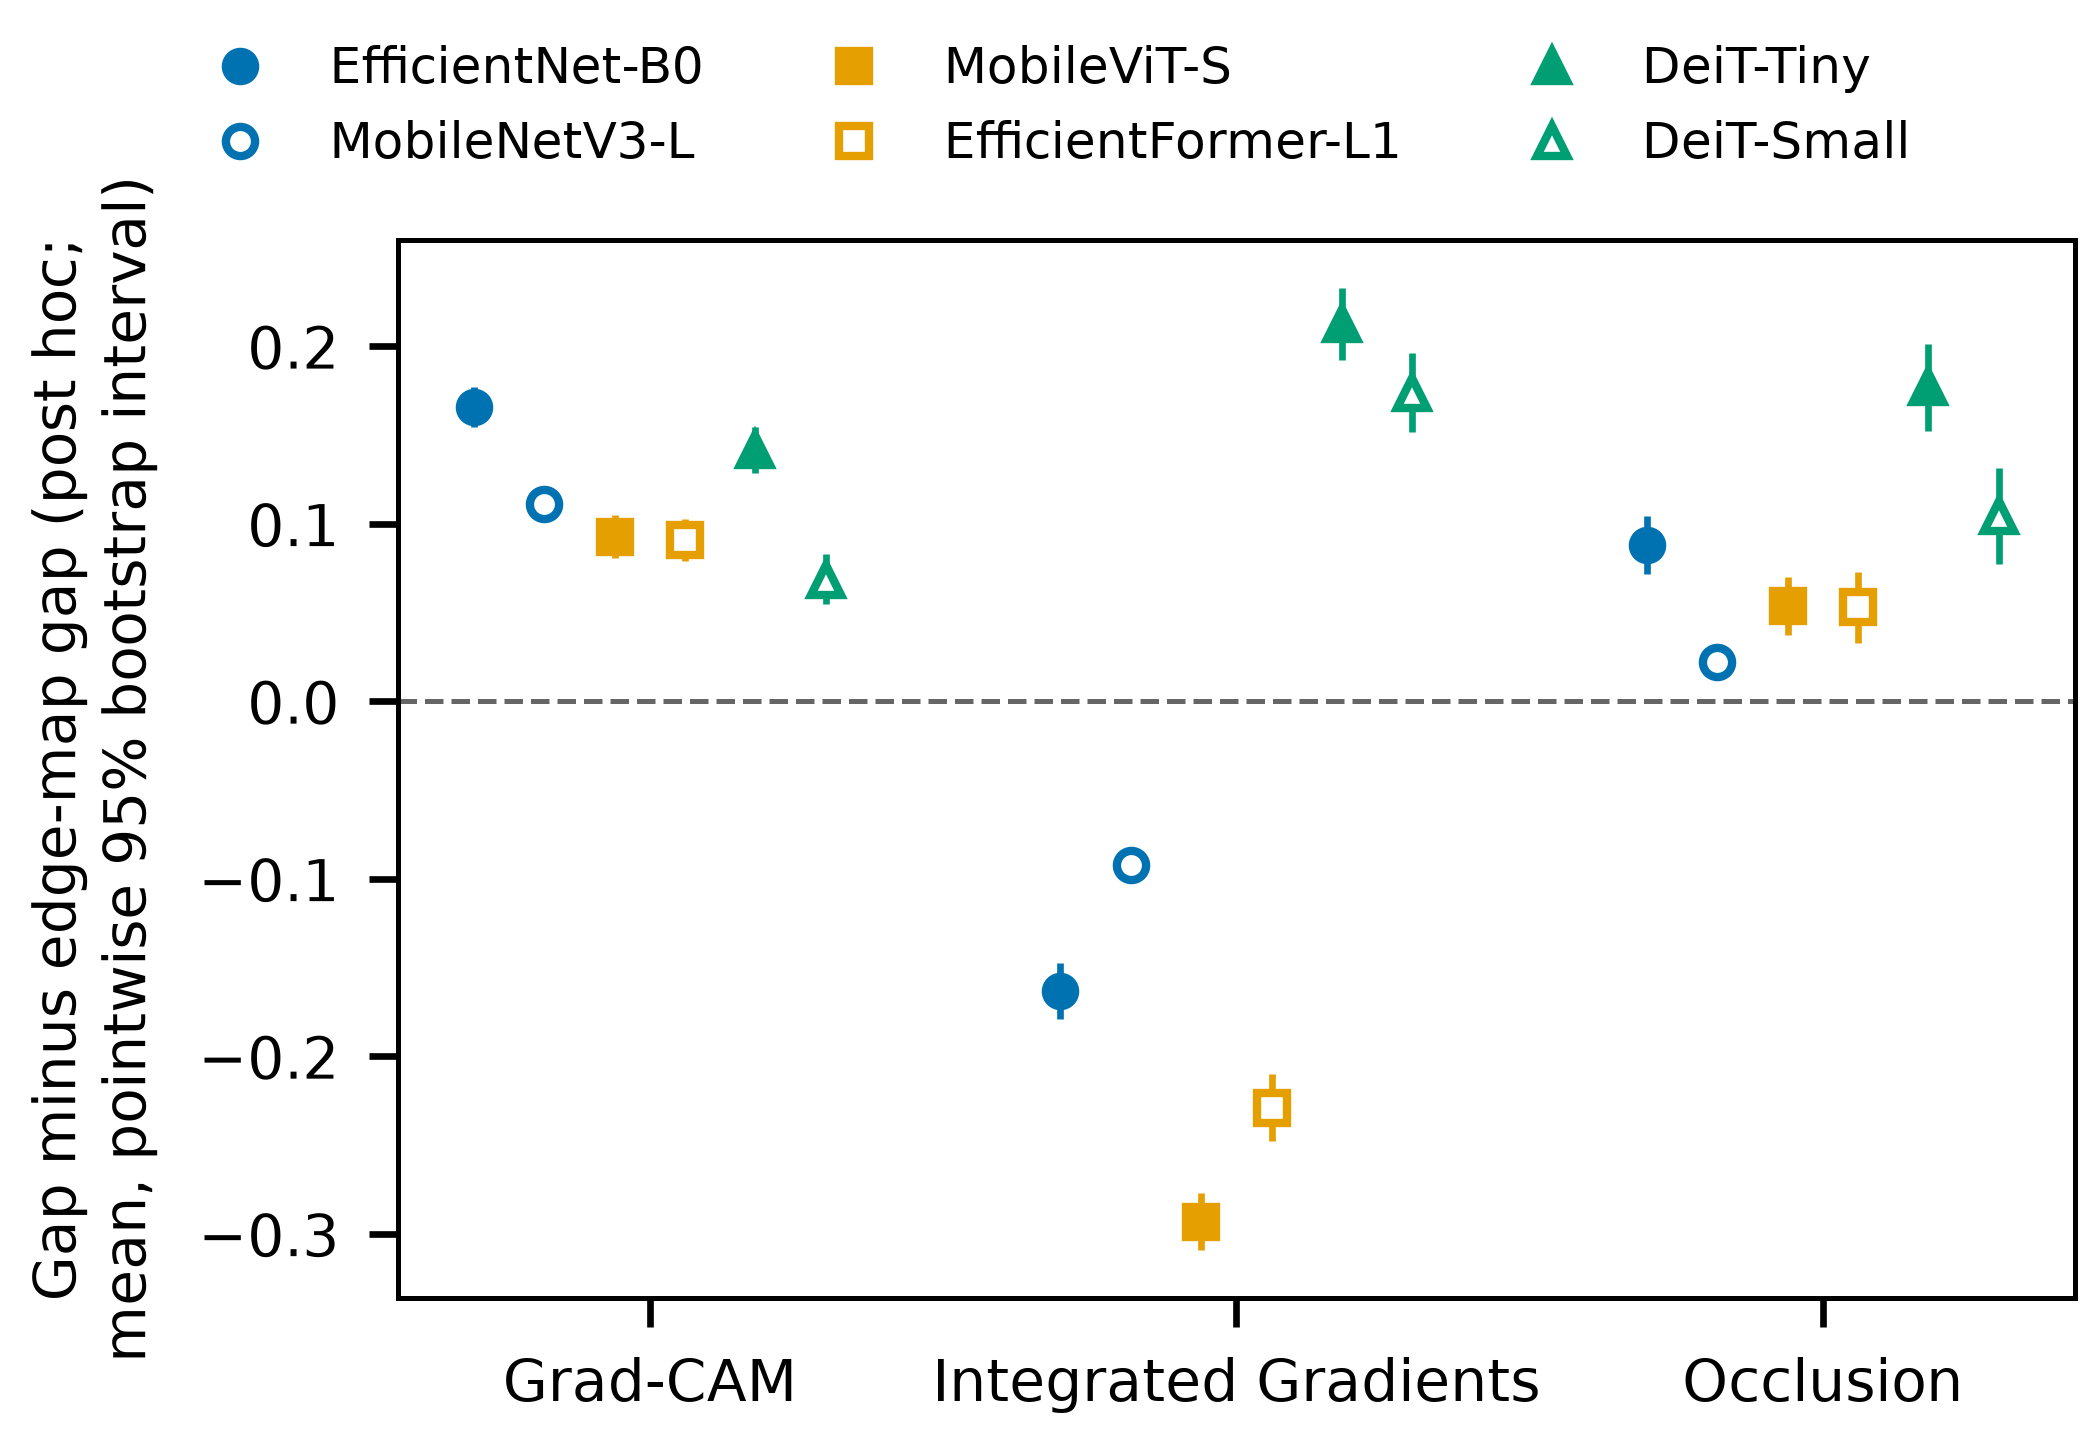 EfficientNet-B0
MobileViT-S
DeiT-Tiny
MobileNetV3-L
EfficientFormer-L1
DeiT-Small
Gap minus edge-map gap (post hoc;
mean, pointwise 95% bootstrap interval)
0.2
0.1
0.0
−0.1
−0.2
−0.3
Grad-CAM
Integrated Gradients
Occlusion